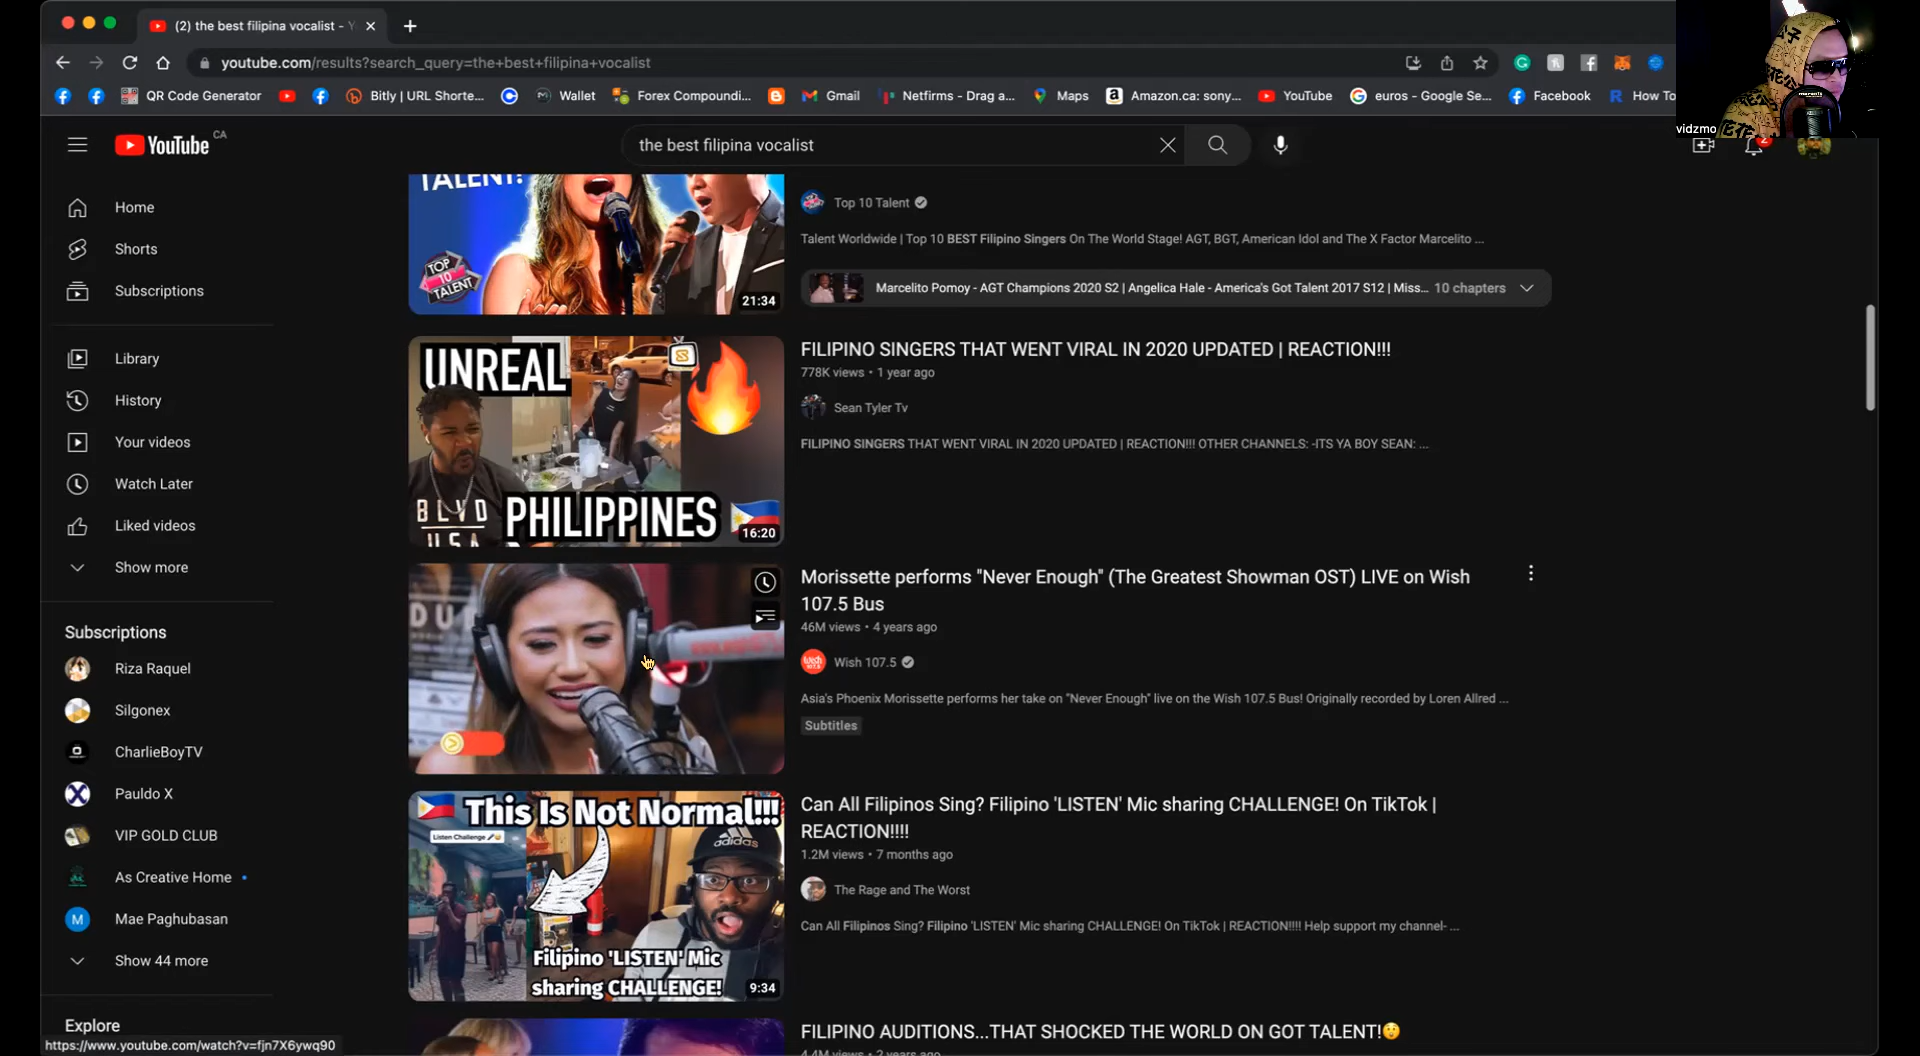 (2) the best filipina vocalist - Y
youtube.com/results?search_query=the+best+filipina+vocalist
QR Code Generator
Bitly | URL Shorte...
Wallet
Forex Compoundi...
Gmail
Netfirms - Drag a...
Maps
Amazon.ca: sony...
YouTube
euros - Google Se...
Facebook
How To
vidzmo
YouTube CA
the best filipina vocalist
2
Home
Shorts
Subscriptions
Library
History
Your videos
Watch Later
Liked videos
Show more
Subscriptions
Riza Raquel
Silgonex
CharlieBoyTV
Pauldo X
VIP GOLD CLUB
As Creative Home
M
Mae Paghubasan
Show 44 more
Explore
https://www.youtube.com/watch?v=fjn7X6ywq90
TALENT!
TOP
10
TALENT
21:34
Top 10 Talent
Talent Worldwide | Top 10 BEST Filipino Singers On The World Stage! AGT, BGT, American Idol and The X Factor Marcelito ...
Marcelito Pomoy - AGT Champions 2020 S2 | Angelica Hale - America's Got Talent 2017 S12 | Miss... 10 chapters
UNREAL
BLVD
USA
PHILIPPINES
16:20
FILIPINO SINGERS THAT WENT VIRAL IN 2020 UPDATED | REACTION!!!
778K views • 1 year ago
Sean Tyler Tv
FILIPINO SINGERS THAT WENT VIRAL IN 2020 UPDATED | REACTION!!! OTHER CHANNELS: -ITS YA BOY SEAN: ...
Morissette performs "Never Enough" (The Greatest Showman OST) LIVE on Wish
107.5 Bus
46M views • 4 years ago
Wish 107.5
Asia's Phoenix Morissette performs her take on "Never Enough" live on the Wish 107.5 Bus! Originally recorded by Loren Allred ...
Subtitles
This Is Not Normal!!!
Listen Challenge
adidas
Filipino 'LISTEN' Mic
sharing CHALLENGE!
9:34
Can All Filipinos Sing? Filipino 'LISTEN' Mic sharing CHALLENGE! On TikTok |
REACTION!!!!
1.2M views • 7 months ago
The Rage and The Worst
Can All Filipinos Sing? Filipino 'LISTEN' Mic sharing CHALLENGE! On TikTok | REACTION!!!! Help support my channel- ...
FILIPINO AUDITIONS...THAT SHOCKED THE WORLD ON GOT TALENT!😲
4.4M views • 2 years ago